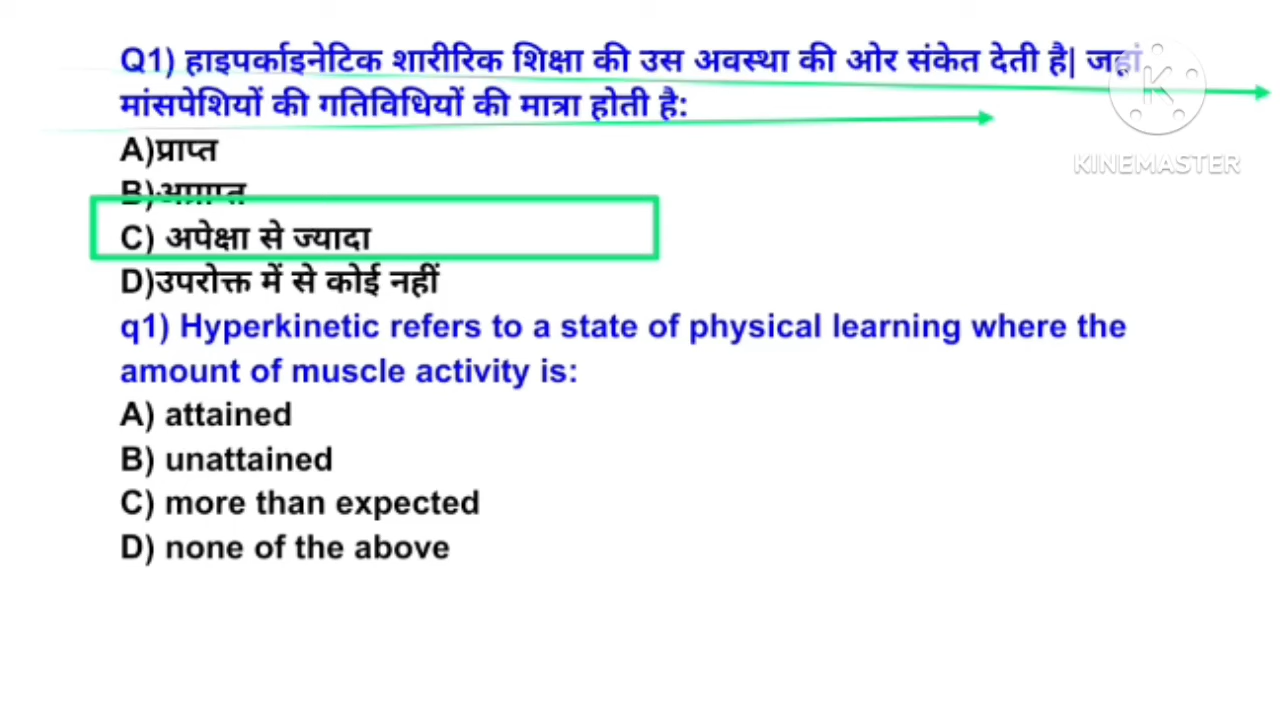 Q1) हाइपर्काइनेटिक शारीरिक शिक्षा की उस अवस्था की ओर संकेत देती है| जहां
मांसपेशियों की गतिविधियों की मात्रा होती है:
A)प्राप्त
B)अप्राप्त
C) अपेक्षा से ज्यादा
D)उपरोक्त में से कोई नहीं
q1) Hyperkinetic refers to a state of physical learning where the
amount of muscle activity is:
A) attained
B) unattained
C) more than expected
D) none of the above
K
KINEMASTER